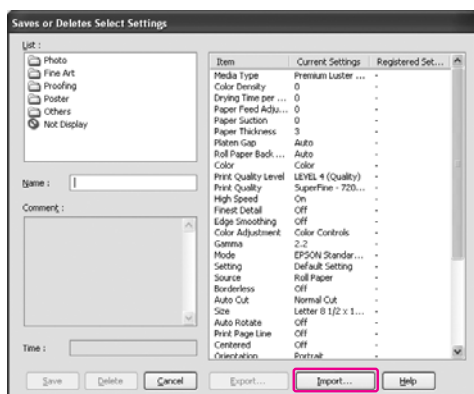 Saves or Deletes Select Settings
List :
Photo
Fine Art
Proofing
Poster
Others
Not Display
Name :
Comment :
Time :
Item Current Settings Registered Set...
Media Type Premium Luster ... -
Color Density 0 -
Drying Time per ... 0 -
Paper Feed Adju... 0 -
Paper Suction 0 -
Paper Thickness 3 -
Platen Gap Auto -
Roll Paper Back ... Auto -
Color Color -
Print Quality Level LEVEL 4 (Quality) -
Print Quality SuperFine - 720... -
High Speed On -
Finest Detail Off -
Edge Smoothing Off -
Color Adjustment Color Controls -
Gamma 2.2 -
Mode EPSON Standar... -
Setting Default Setting -
Source Roll Paper -
Borderless Off -
Auto Cut Normal Cut -
Size Letter 8 1/2 x 1... -
Auto Rotate Off -
Print Page Line Off -
Centered Off -
Orientation Portrait -
Save Delete Cancel Export... Import... Help